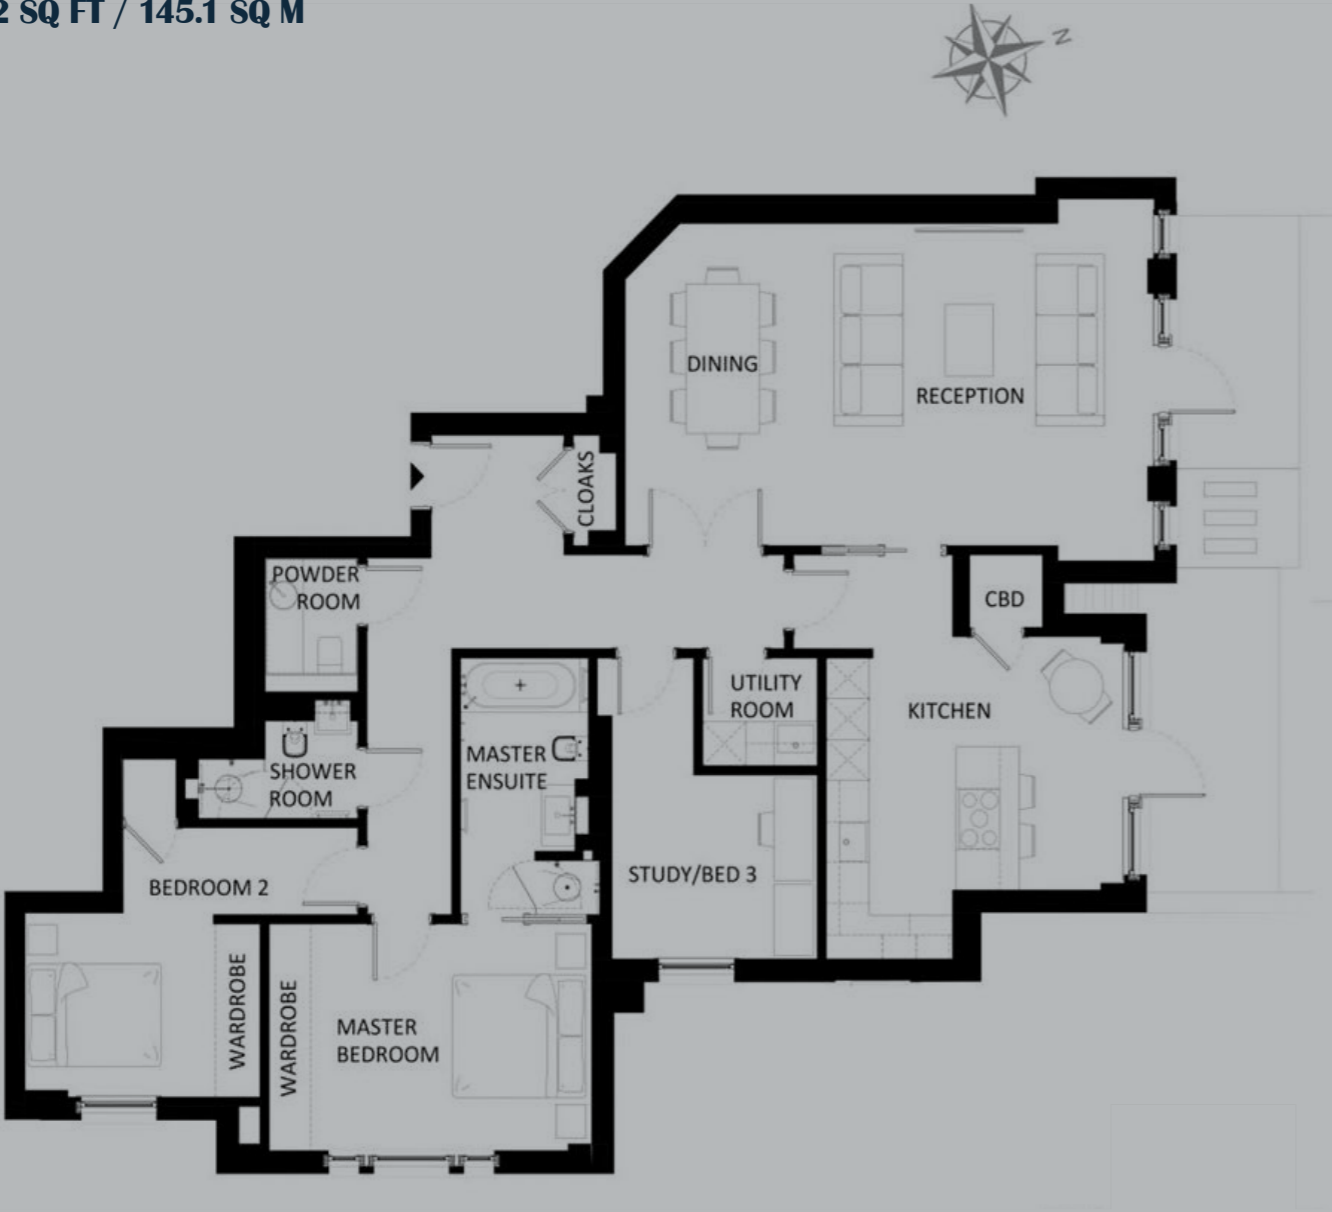 2 SQ FT / 145.1 SQ M
N
DINING
RECEPTION
CLOAKS
POWDER
ROOM
CBD
UTILITY
ROOM
KITCHEN
MASTER
ENSUITE
SHOWER
ROOM
STUDY/BED 3
BEDROOM 2
WARDROBE
WARDROBE
MASTER
BEDROOM